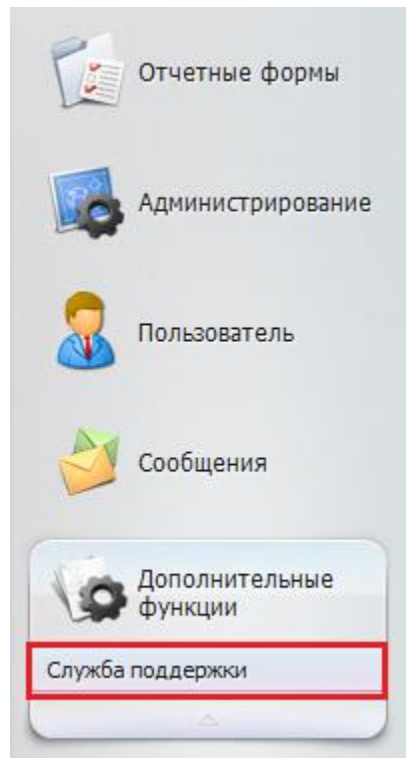 Отчетные формы
Администрирование
Пользователь
Сообщения
Дополнительные
функции
Служба поддержки